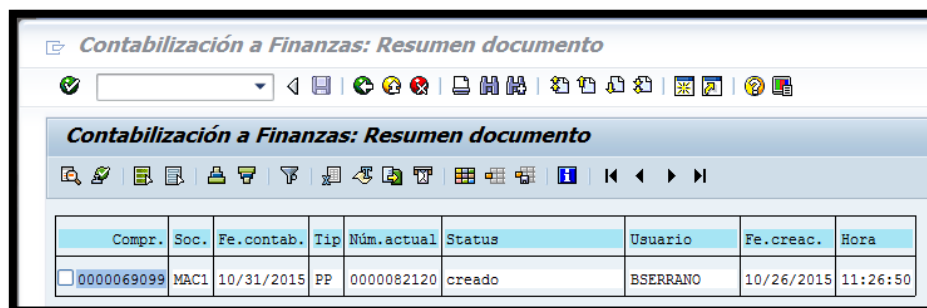 Contabilización a Finanzas: Resumen documento
Contabilización a Finanzas: Resumen documento
Compr. Soc. Fe.contab. Tip Núm.actual Status Usuario Fe.creac. Hora
0000069099 MAC1 10/31/2015 PP 0000082120 creado BSERRANO 10/26/2015 11:26:50